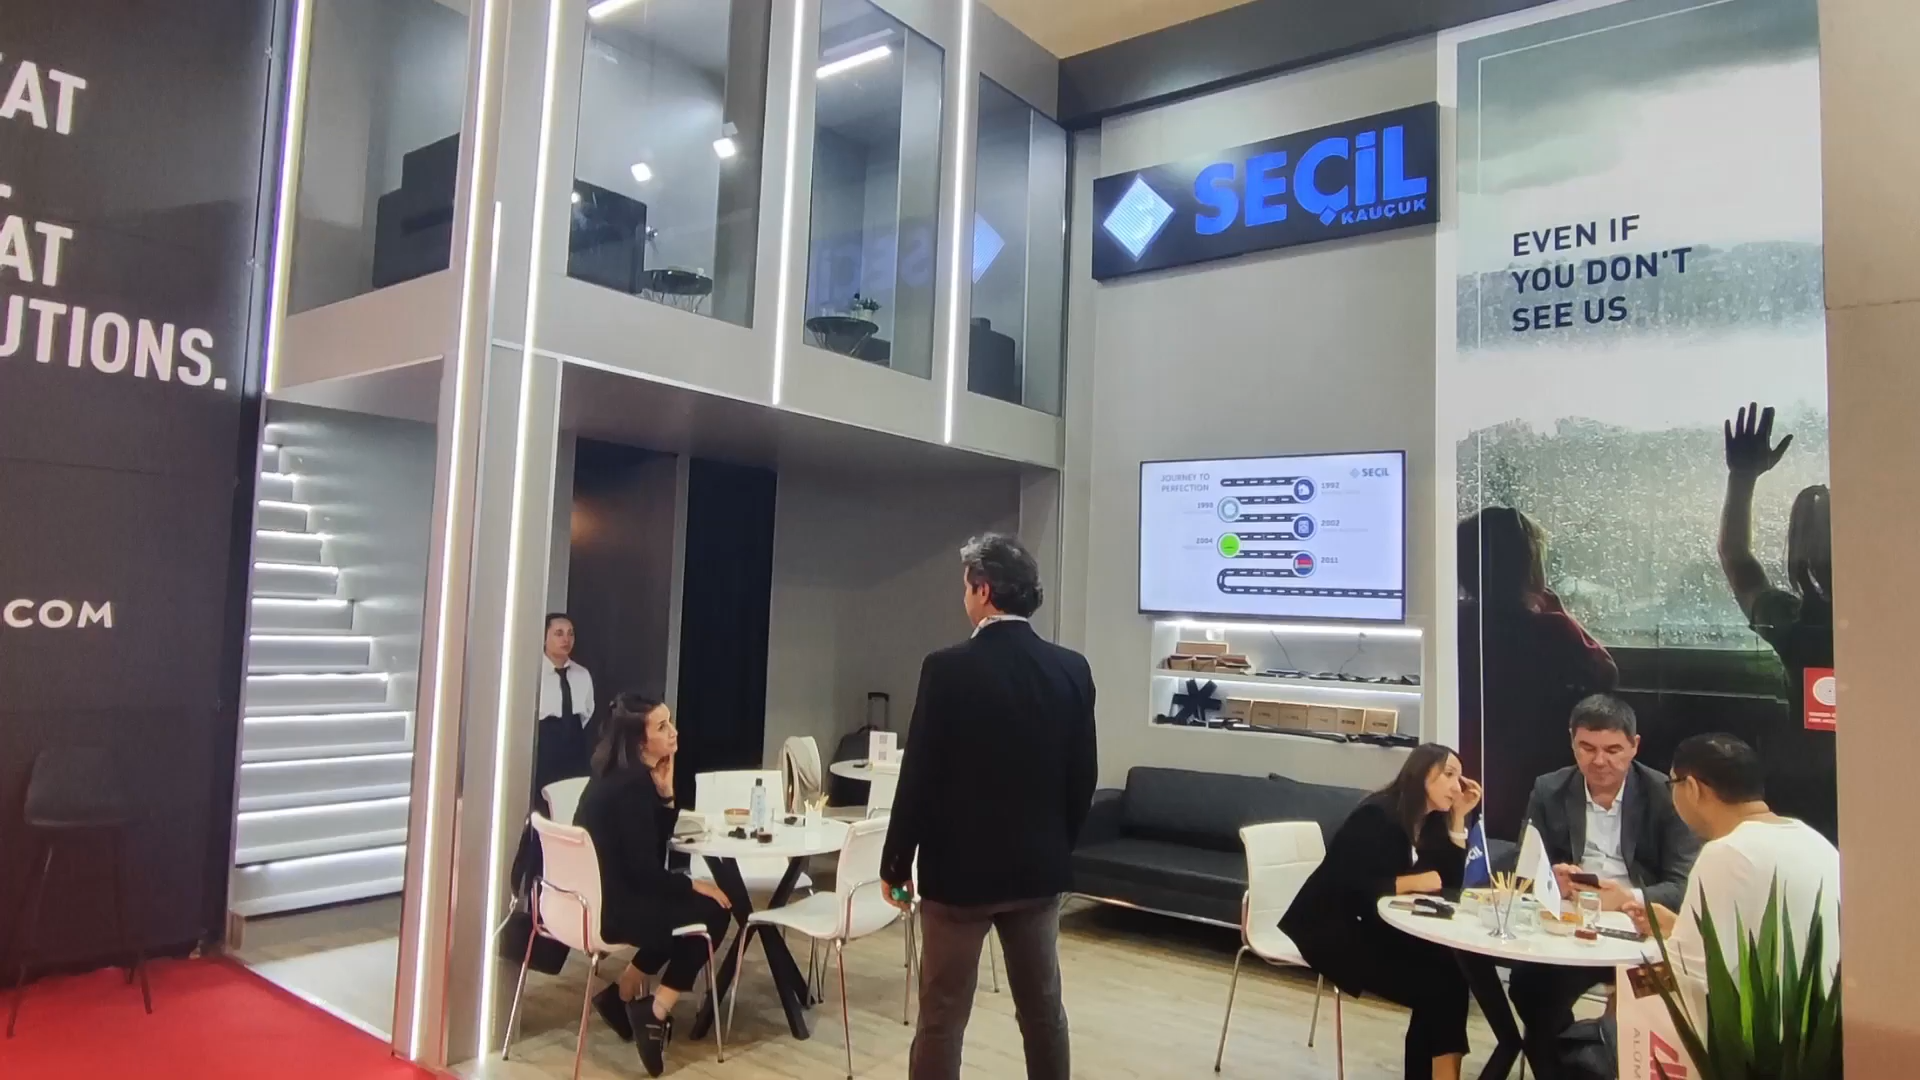 EAT
AT
UTIONS.
.COM
SEÇİL
KAUÇUK
EVEN IF
YOU DON'T
SEE US
JOURNEY TO
PERFECTION
SEÇİL
1992
1998
2002
2004
2011